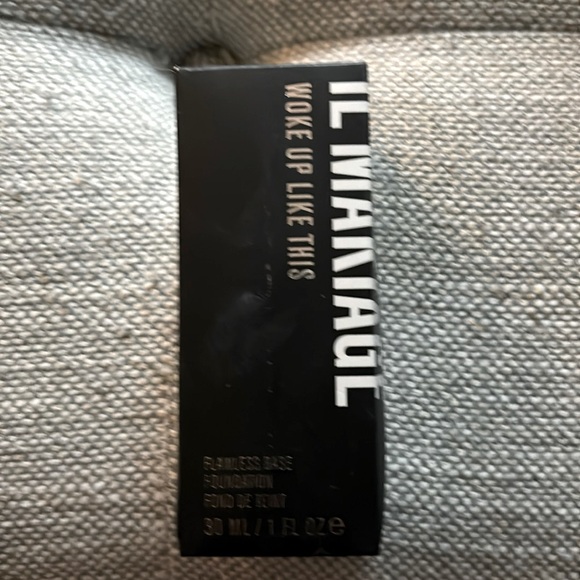 IL MAKIAGE
WOKE UP LIKE THIS
FLAWLESS BASE
FOUNDATION
FOND DE TEINT
30 ML / 1 FL OZ e